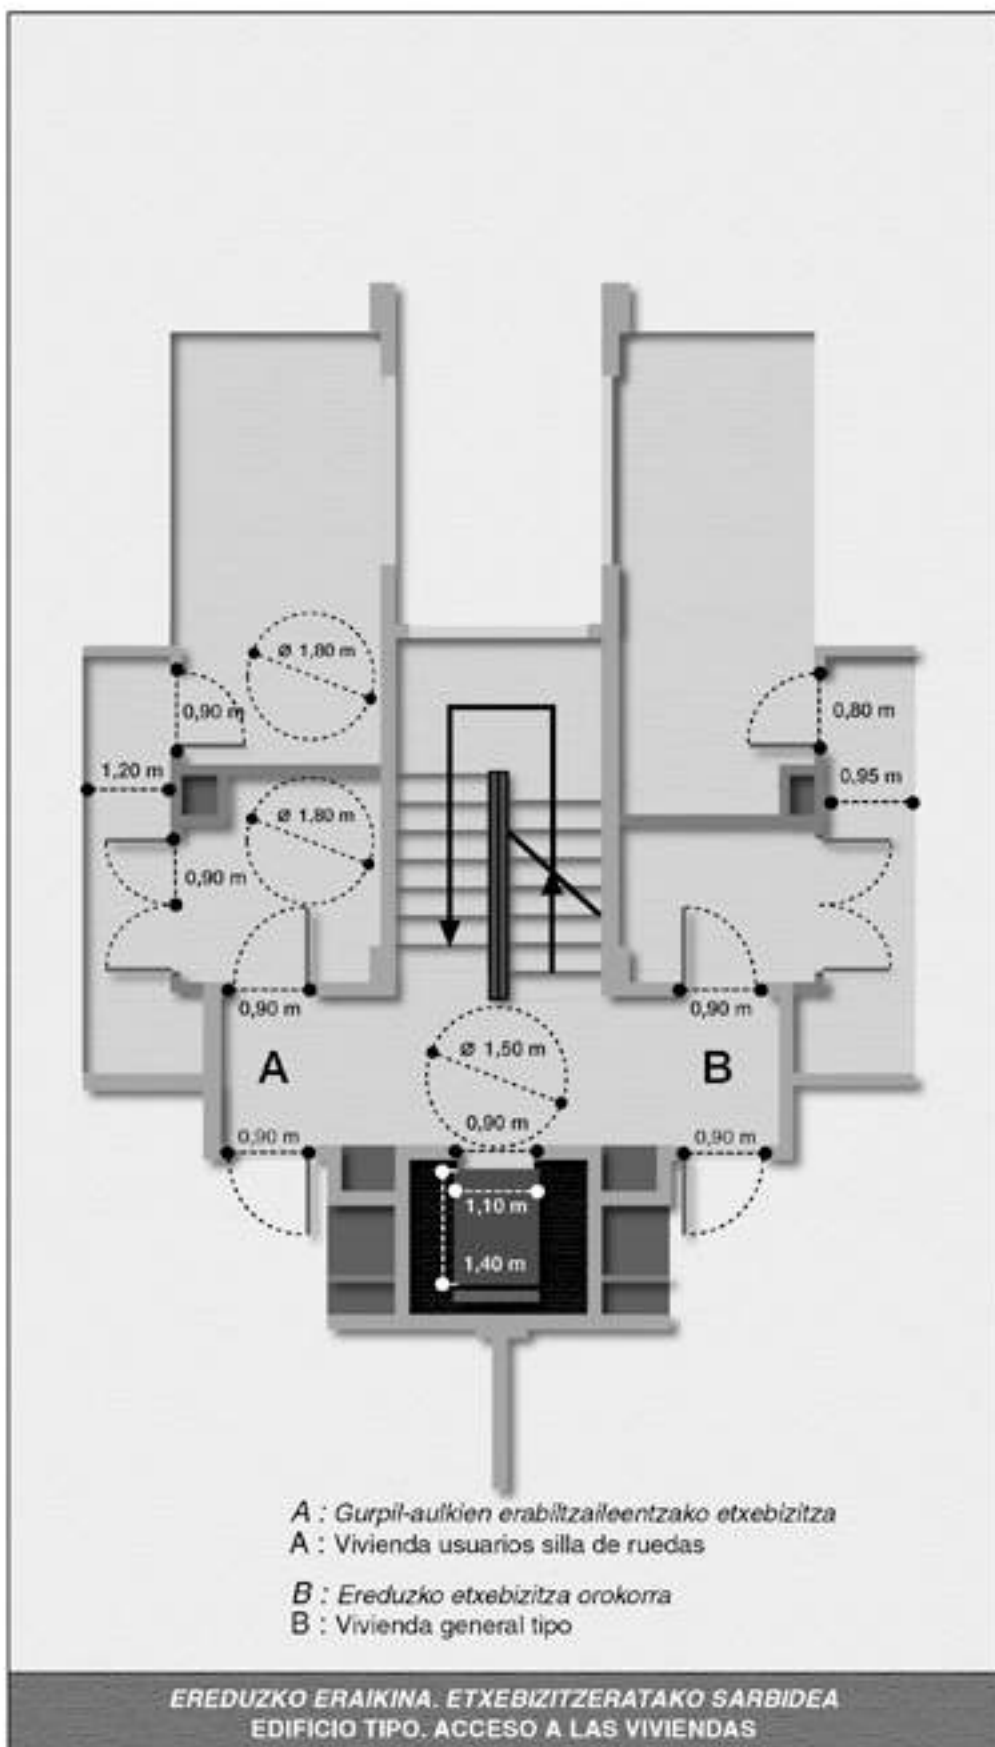 ø 1,80 m
0,90 m
0,80 m
1,20 m
0,95 m
ø 1,80 m
0,90 m
0,90 m
0,90 m
A
ø 1,50 m
B
0,90 m
0,90 m
0,90 m
1,10 m
1,40 m
A : Gurpil-aulkien erabiltzaileentzako etxebizitza
A : Vivienda usuarios silla de ruedas
B : Ereduzko etxebizitza orokorra
B : Vivienda general tipo
EREDUZKO ERAIKINA. ETXEBIZITZERATAKO SARBIDEA
EDIFICIO TIPO. ACCESO A LAS VIVIENDAS